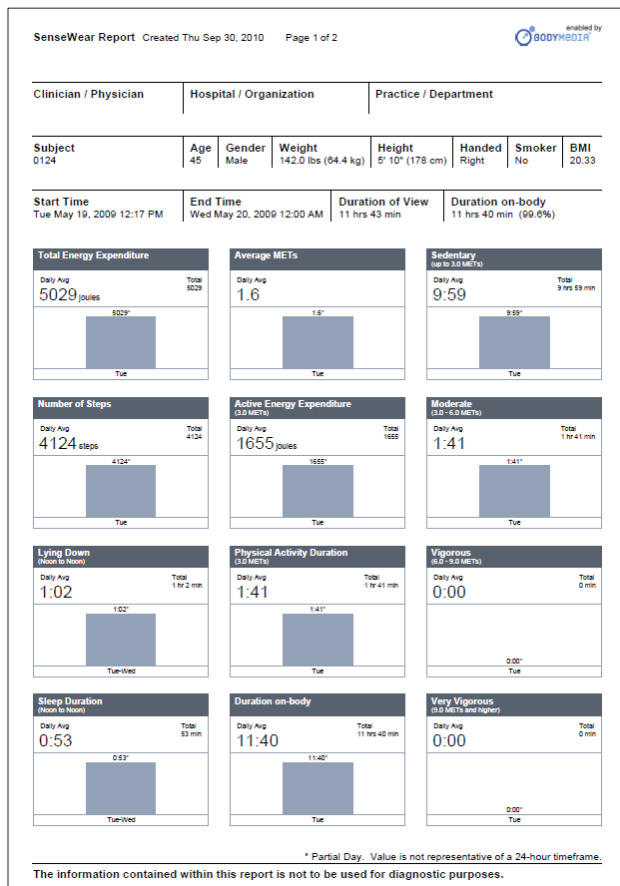 SenseWear Report Created Thu Sep 30, 2010 Page 1 of 2
enabled by
BODYMEDIA
Clinician / Physician Hospital / Organization Practice / Department
Subject Age Gender Weight Height Handed Smoker BMI
0124 45 Male 142.0 lbs (64.4 kg) 5' 10" (178 cm) Right No 20.33
Start Time End Time Duration of View Duration on-body
Tue May 19, 2009 12:17 PM Wed May 20, 2009 12:00 AM 11 hrs 43 min 11 hrs 40 min (99.6%)
Total Energy Expenditure
Daily Avg Total
5029 joules 5029
5029*
Tue
Average METs
Daily Avg
1.6
1.6*
Tue
Sedentary
(up to 3.0 METs)
Daily Avg Total
9:59 9 hrs 59 min
9:59*
Tue
Number of Steps
Daily Avg Total
4124 steps 4124
4124*
Tue
Active Energy Expenditure
(3.0 METs)
Daily Avg Total
1655 joules 1655
1655*
Tue
Moderate
(3.0 - 6.0 METs)
Daily Avg Total
1:41 1 hr 41 min
1:41*
Tue
Lying Down
(Noon to Noon)
Daily Avg Total
1:02 1 hr 2 min
1:02*
Tue-Wed
Physical Activity Duration
(3.0 METs)
Daily Avg Total
1:41 1 hr 41 min
1:41*
Tue
Vigorous
(6.0 - 9.0 METs)
Daily Avg Total
0:00 0 min
0:00*
Tue
Sleep Duration
(Noon to Noon)
Daily Avg Total
0:53 53 min
0:53*
Tue-Wed
Duration on-body
Daily Avg Total
11:40 11 hrs 40 min
11:40*
Tue
Very Vigorous
(9.0 METs and higher)
Daily Avg Total
0:00 0 min
0:00*
Tue
* Partial Day. Value is not representative of a 24-hour timeframe.
The information contained within this report is not to be used for diagnostic purposes.